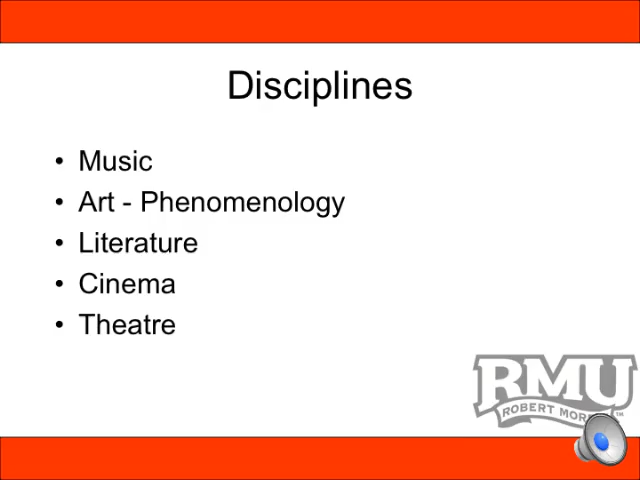 Disciplines
• Music
• Art - Phenomenology
• Literature
• Cinema
• Theatre
RMU
ROBERT